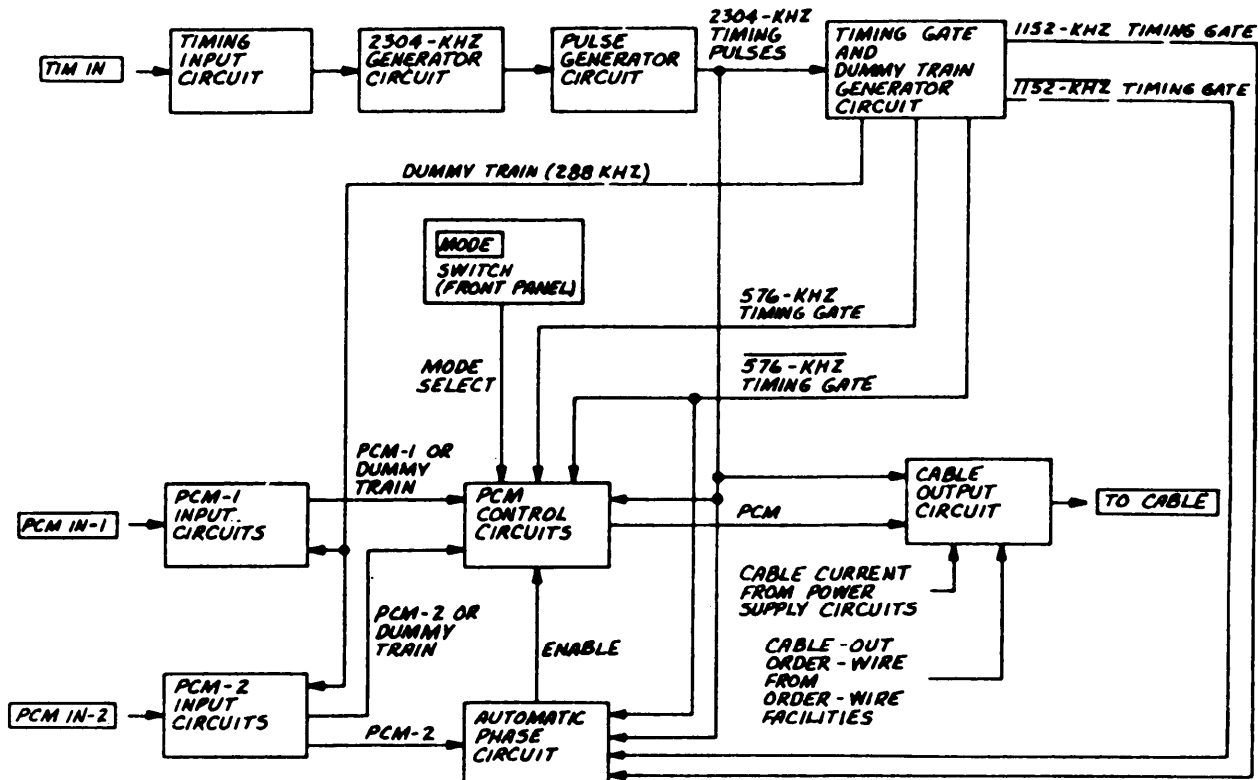 TIM IN
TIMING
INPUT
CIRCUIT
2304-KHZ
GENERATOR
CIRCUIT
PULSE
GENERATOR
CIRCUIT
2304-KHZ
TIMING
PULSES
TIMING GATE
AND
DUMMY TRAIN
GENERATOR
CIRCUIT
1152-KHZ TIMING GATE
1152-KHZ TIMING GATE
DUMMY TRAIN (288 KHZ)
MODE
SWITCH
(FRONT PANEL)
MODE
SELECT
576-KHZ
TIMING GATE
576-KHZ
TIMING GATE
PCM IN-1
PCM-1
INPUT
CIRCUITS
PCM-1 OR
DUMMY
TRAIN
PCM
CONTROL
CIRCUITS
PCM
CABLE
OUTPUT
CIRCUIT
TO CABLE
CABLE CURRENT
FROM POWER
SUPPLY CIRCUITS
CABLE-OUT
ORDER-WIRE
FROM
ORDER-WIRE
FACILITIES
PCM-2 OR
DUMMY
TRAIN
ENABLE
PCM IN-2
PCM-2
INPUT
CIRCUITS
PCM-2
AUTOMATIC
PHASE
CIRCUIT